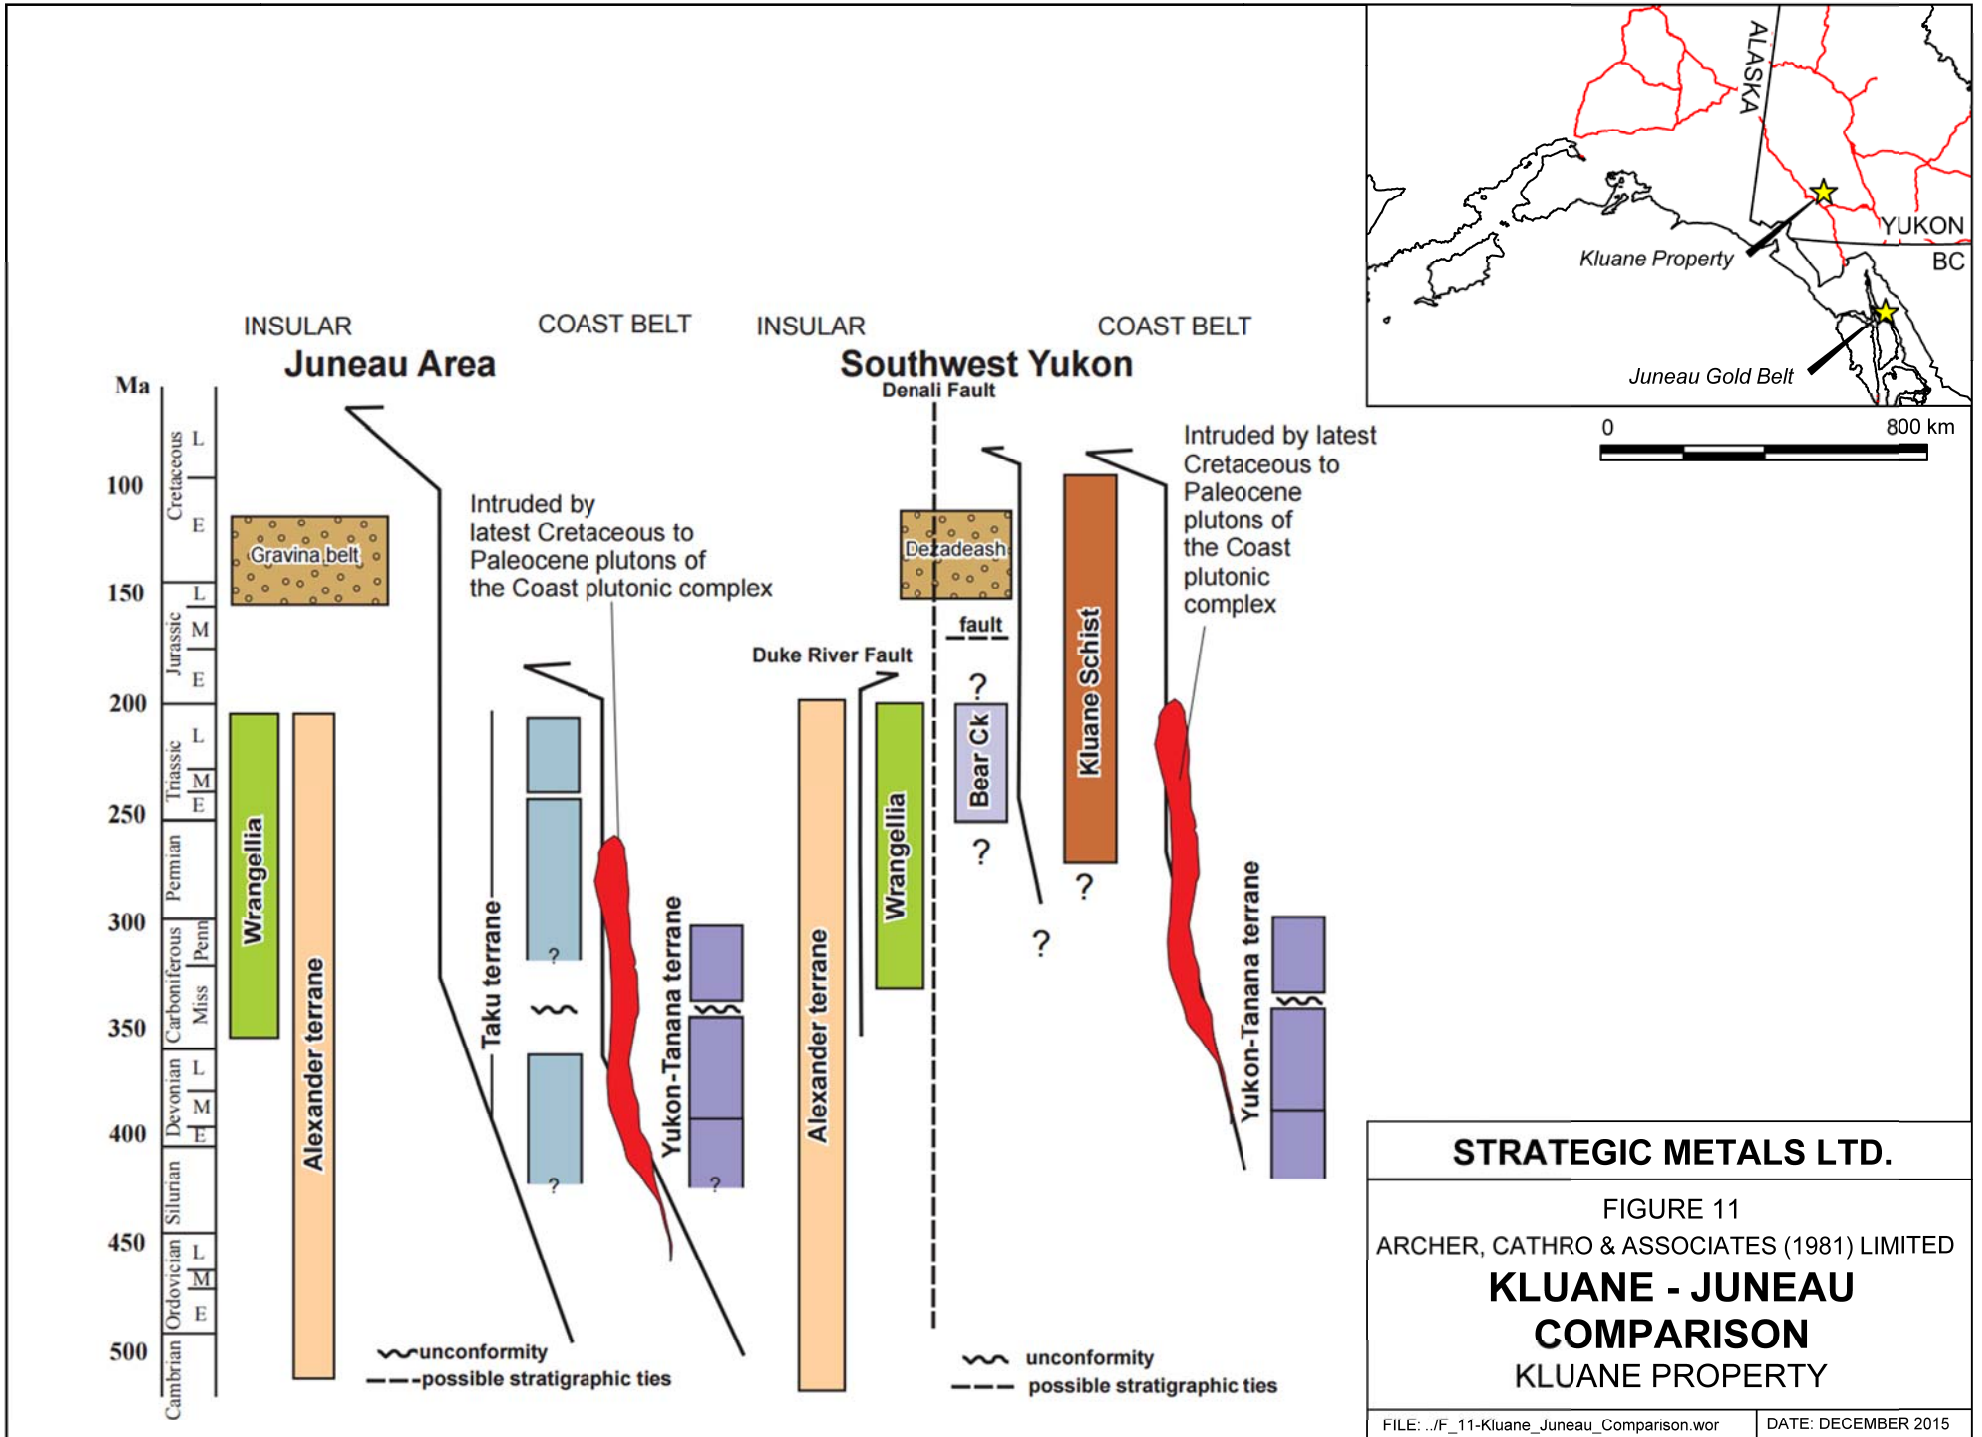 ALASKA
YUKON
BC
Kluane Property
Juneau Gold Belt
0
800 km
INSULAR
COAST BELT
INSULAR
COAST BELT
Juneau Area
Southwest Yukon
Denali Fault
Ma
100
150
200
250
300
350
400
450
500
Cretaceous
L
E
Jurassic
L
M
E
Triassic
L
M
E
Permian
Carboniferous
Penn
Miss
Devonian
L
M
E
Silurian
Ordovician
L
M
E
Cambrian
Gravina belt
Wrangellia
Alexander terrane
Intruded by
latest Cretaceous to
Paleocene plutons of
the Coast plutonic complex
Taku terrane
?
?
Yukon-Tanana terrane
?
unconformity
possible stratigraphic ties
Duke River Fault
Alexander terrane
Wrangellia
Dezadeash
fault
?
Bear Ck
?
?
Kluane Schist
?
Intruded by latest
Cretaceous to
Paleocene
plutons of
the Coast
plutonic
complex
Yukon-Tanana terrane
unconformity
possible stratigraphic ties
STRATEGIC METALS LTD.
FIGURE 11
ARCHER, CATHRO & ASSOCIATES (1981) LIMITED
KLUANE - JUNEAU
COMPARISON
KLUANE PROPERTY
FILE: ../F_11-Kluane_Juneau_Comparison.wor
DATE: DECEMBER 2015